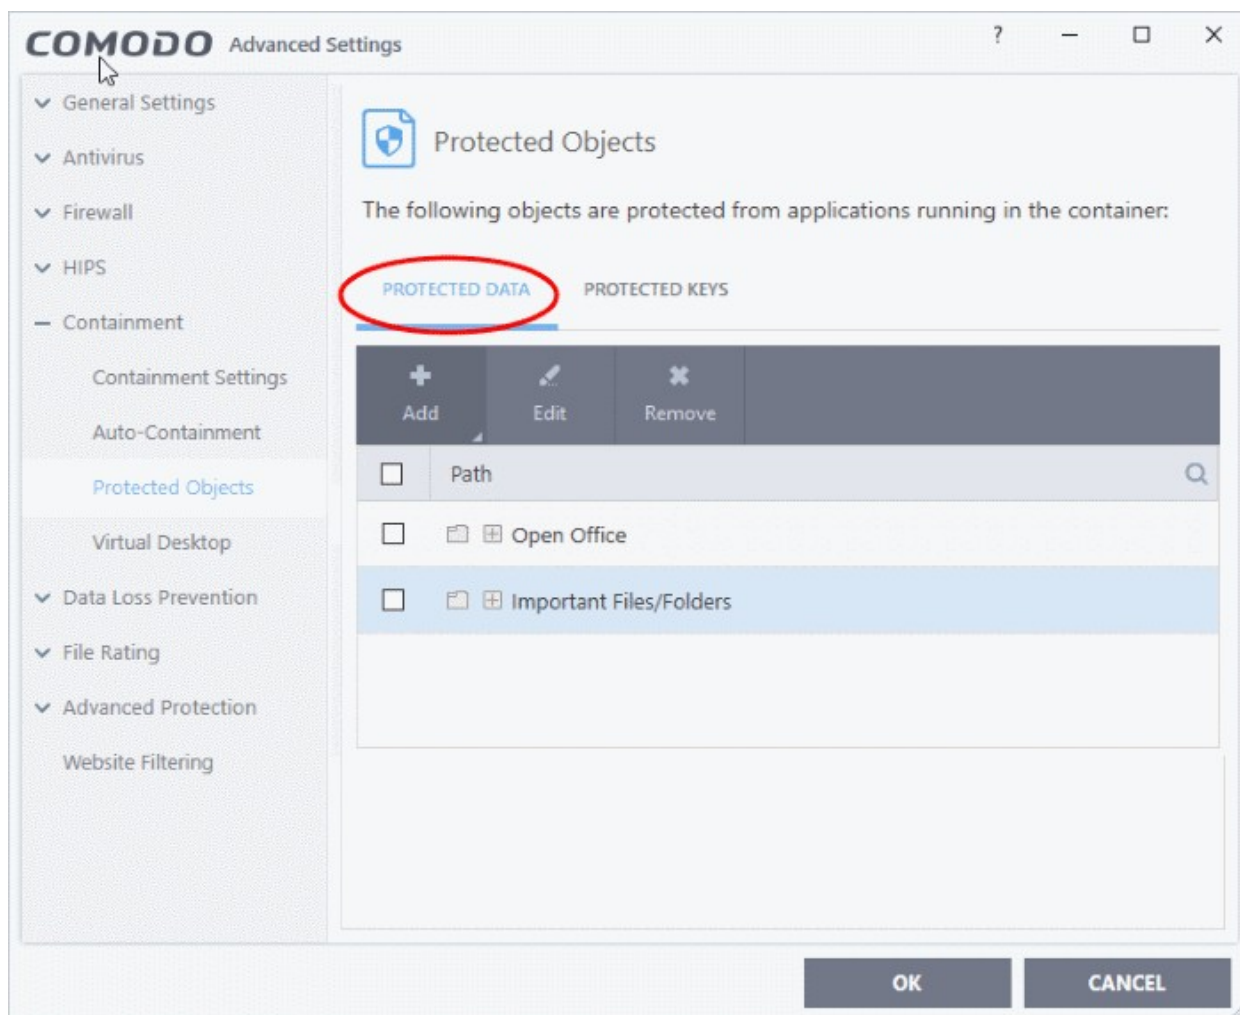 COMODO Advanced Settings ?
General Settings
Antivirus
Firewall
HIPS
Containment
Containment Settings
Auto-Containment
Protected Objects
Virtual Desktop
Data Loss Prevention
File Rating
Advanced Protection
Website Filtering
Protected Objects
The following objects are protected from applications running in the container:
PROTECTED DATA PROTECTED KEYS
Add Edit Remove
Path
Open Office
Important Files/Folders
OK CANCEL